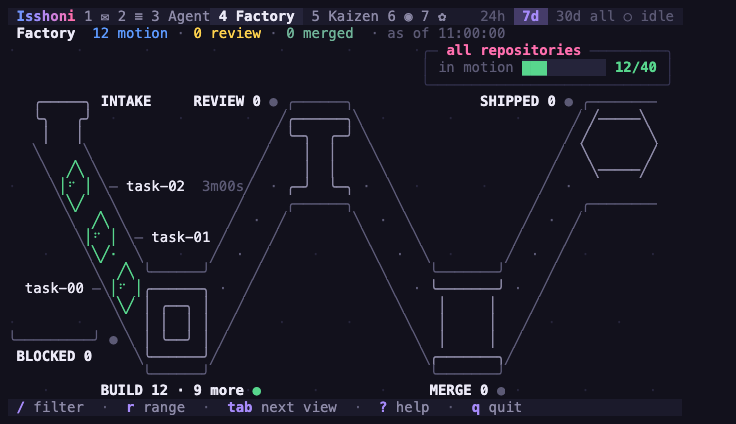 Isshoni 1 ✉ 2 ≡ 3 Agent 4 Factory 5 Kaizen 6 ◉ 7 ✿ 24h 7d 30d all ○ idle
Factory 12 motion · 0 review · 0 merged · as of 11:00:00
all repositories
in motion 12/40
INTAKE REVIEW 0 ● SHIPPED 0 ●
task-02 3m00s
task-01
task-00
BLOCKED 0
BUILD 12 · 9 more ● MERGE 0 ●
/ filter · r range · tab next view · ? help · q quit